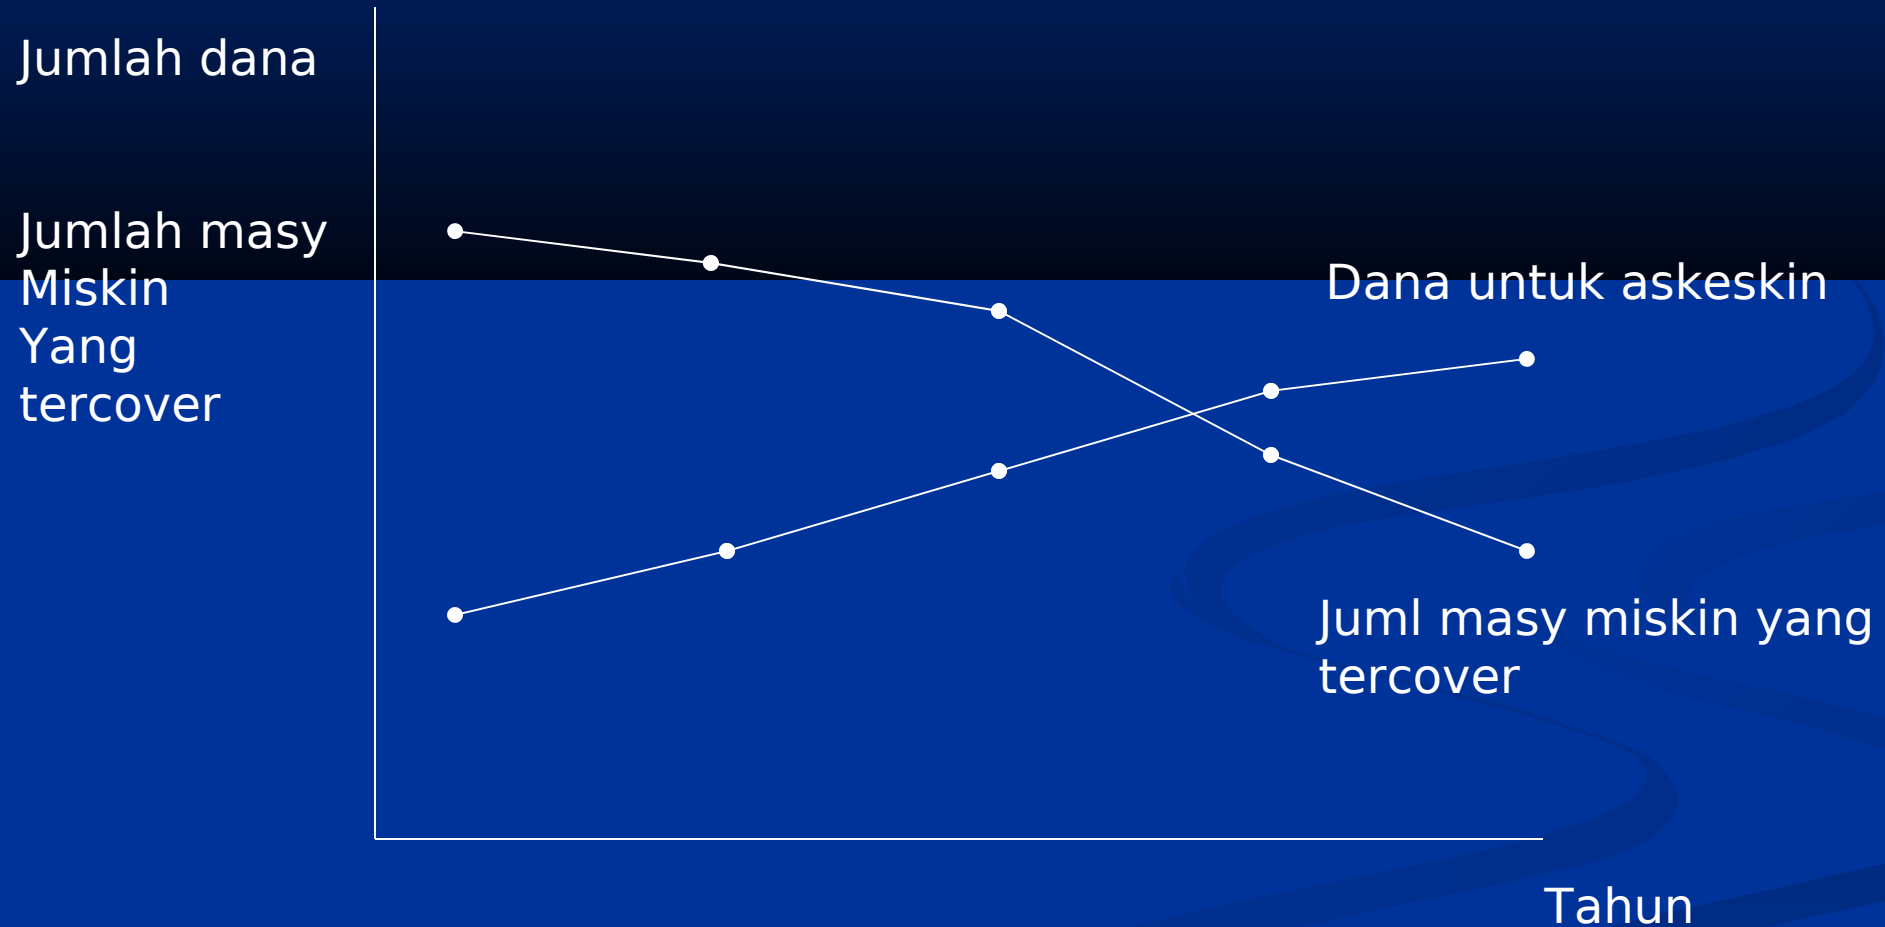 Jumlah dana
Jumlah masy
Miskin
Yang
tercover
Dana untuk askeskin
Juml masy miskin yang
tercover
Tahun